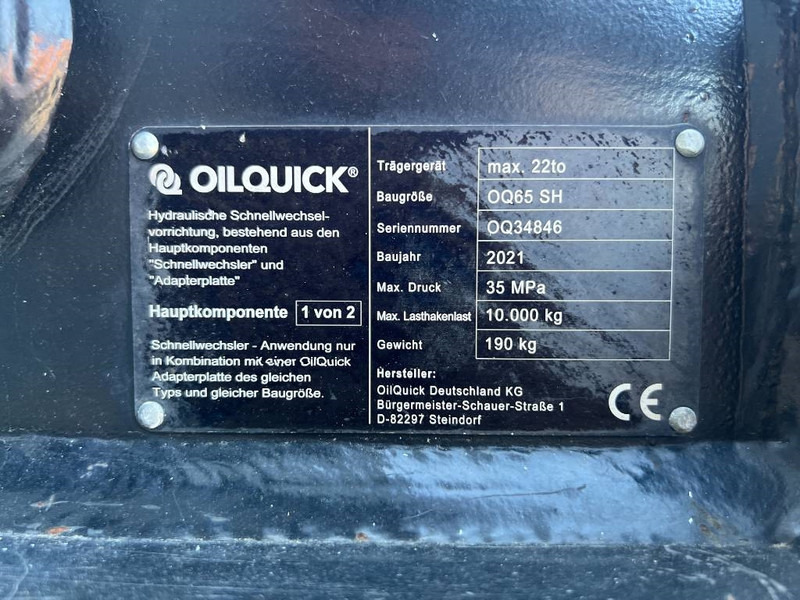 OILQUICK®
Hydraulische Schnellwechsel-
vorrichtung, bestehend aus den
Hauptkomponenten
"Schnellwechsler" und
"Adapterplatte"
Hauptkomponente 1 von 2
Schnellwechsler - Anwendung nur
in Kombination mit einer OilQuick
Adapterplatte des gleichen
Typs und gleicher Baugröße.
Trägergerät max. 22to
Baugröße OQ65 SH
Seriennummer OQ34846
Baujahr 2021
Max. Druck 35 MPa
Max. Lasthakenlast 10.000 kg
Gewicht 190 kg
Hersteller:
OilQuick Deutschland KG
Bürgermeister-Schauer-Straße 1
D-82297 Steindorf
CE